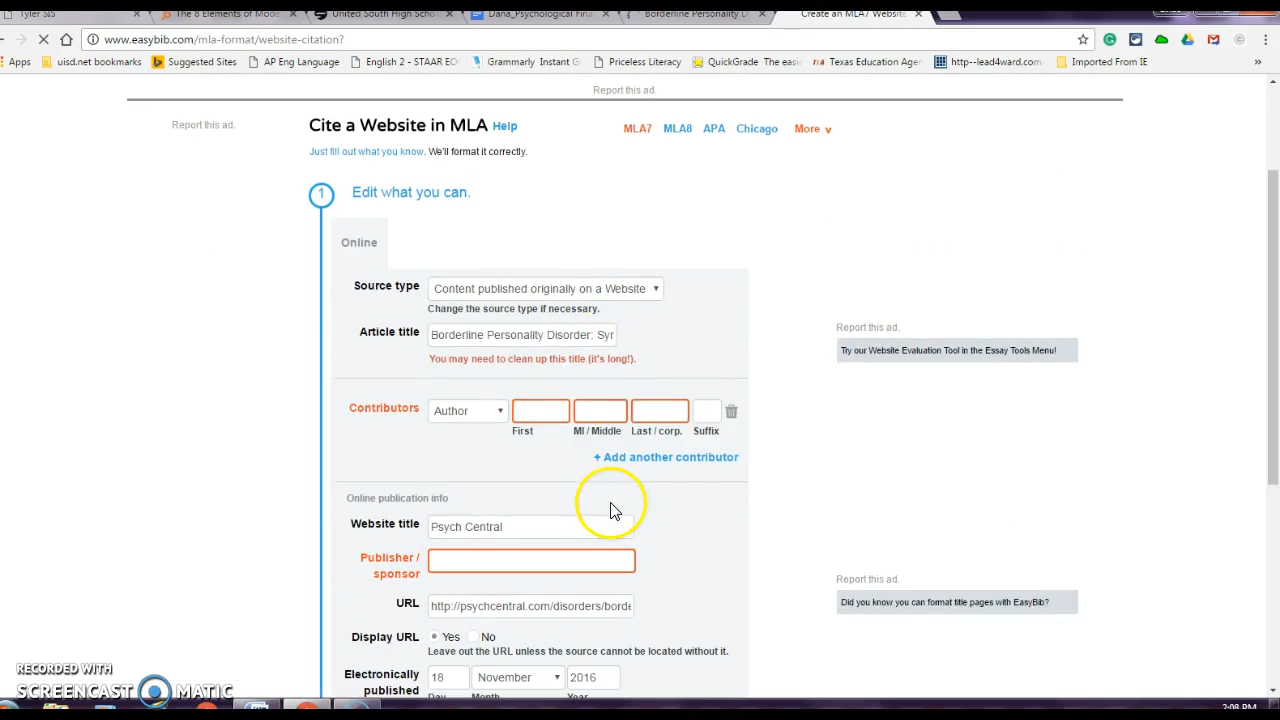 Tyler SIS
The 8 Elements of Mode
United South High Scho
Dana_Psychological Fina
Borderline Personality D
Create an MLA7 Website
www.easybib.com/mla-format/website-citation?
Apps
uisd.net bookmarks
Suggested Sites
AP Eng Language
English 2 - STAAR EO
Grammarly Instant G
Priceless Literacy
QuickGrade The easie
Texas Education Agen
http--lead4ward.com
Imported From IE
»
Report this ad.
Report this ad.
Cite a Website in MLA Help
MLA7 MLA8 APA Chicago More v
Just fill out what you know. We'll format it correctly.
1 Edit what you can.
Online
Source type Content published originally on a Website
Change the source type if necessary.
Article title Borderline Personality Disorder: Syr
You may need to clean up this title (it's long!).
Report this ad.
Try our Website Evaluation Tool in the Essay Tools Menu!
Contributors Author
First MI / Middle Last / corp. Suffix
+ Add another contributor
Online publication info
Website title Psych Central
Publisher /
sponsor
Report this ad.
Did you know you can format title pages with EasyBib?
URL http://psychcentral.com/disorders/borde
Display URL Yes No
Leave out the URL unless the source cannot be located without it.
Electronically
published
18 November 2016
Day Month Year
RECORDED WITH
SCREENCAST MATIC
2:08 PM